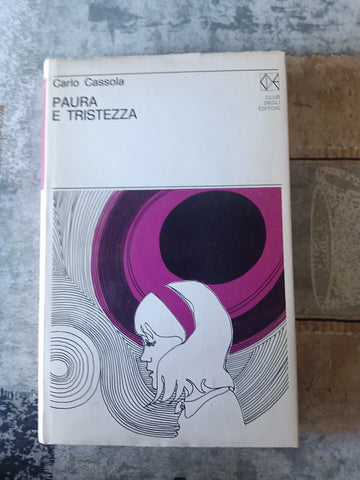 Carlo Cassola
PAURA
E TRISTEZZA
CLUB
DEGLI
EDITORI